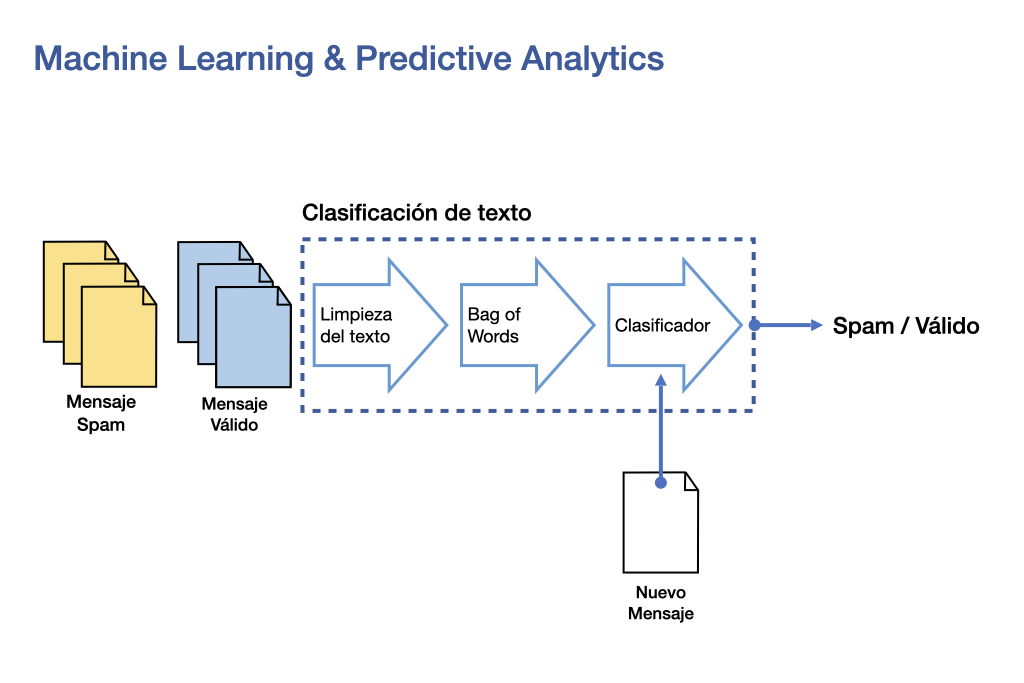 Machine Learning & Predictive Analytics
Clasificación de texto
Limpieza
del texto
Bag of
Words
Clasificador
Spam / Válido
Mensaje
Spam
Mensaje
Válido
Nuevo
Mensaje